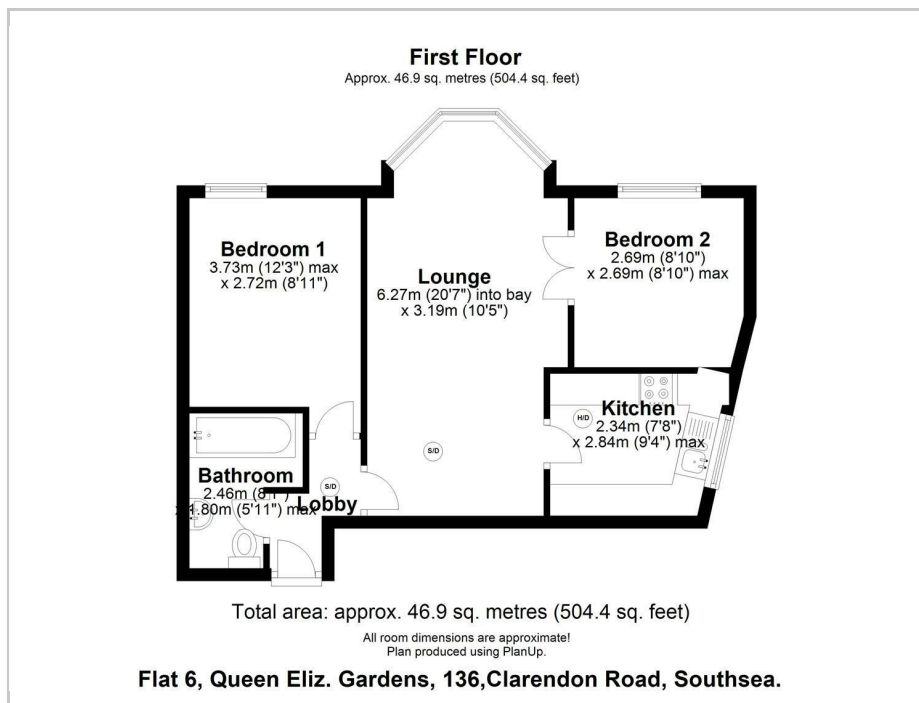 First Floor
Approx. 46.9 sq. metres (504.4 sq. feet)
Bedroom 1
3.73m (12'3") max
x 2.72m (8'11")
Lounge
6.27m (20'7") into bay
x 3.19m (10'5")
Bedroom 2
2.69m (8'10")
x 2.69m (8'10") max
Kitchen
2.34m (7'8")
x 2.84m (9'4") max
H/D
S/D
Bathroom
2.46m (8'1")
x 1.80m (5'11") max
S/D
Lobby
Total area: approx. 46.9 sq. metres (504.4 sq. feet)
All room dimensions are approximate!
Plan produced using PlanUp.
Flat 6, Queen Eliz. Gardens, 136,Clarendon Road, Southsea.